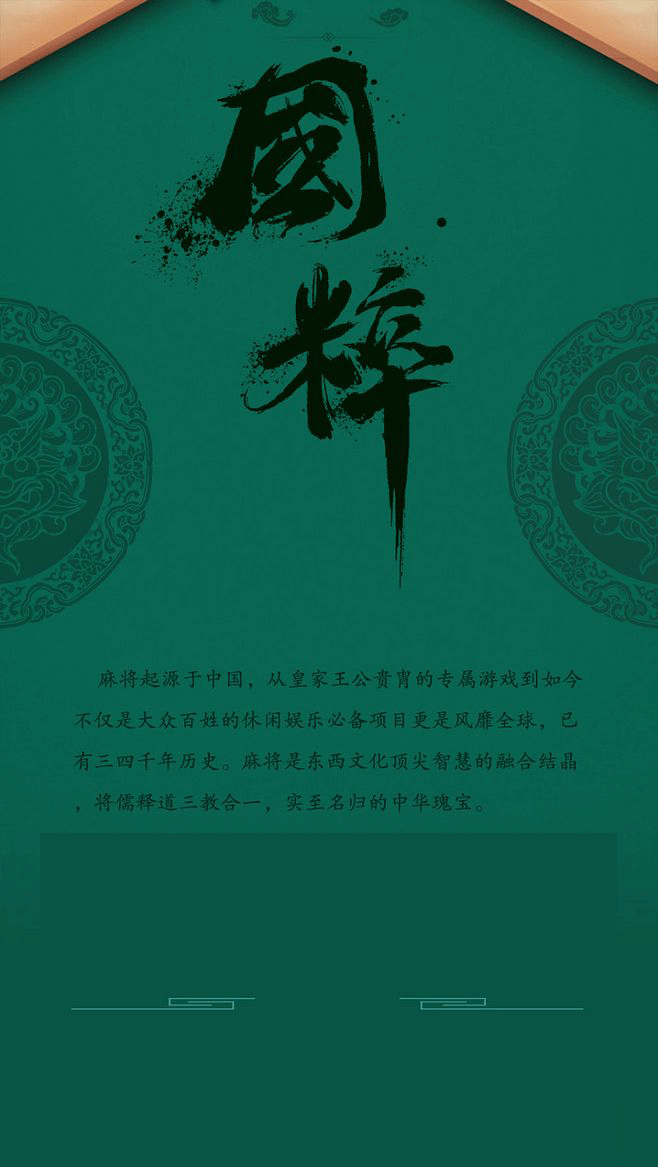 國
粹
麻将起源于中国，从皇家王公贵胄的专属游戏到如今
不仅是大众百姓的休闲娱乐必备项目更是风靡全球，已
有三四千年历史。麻将是东西文化顶尖智慧的融合结晶
，将儒释道三教合一，实至名归的中华瑰宝。